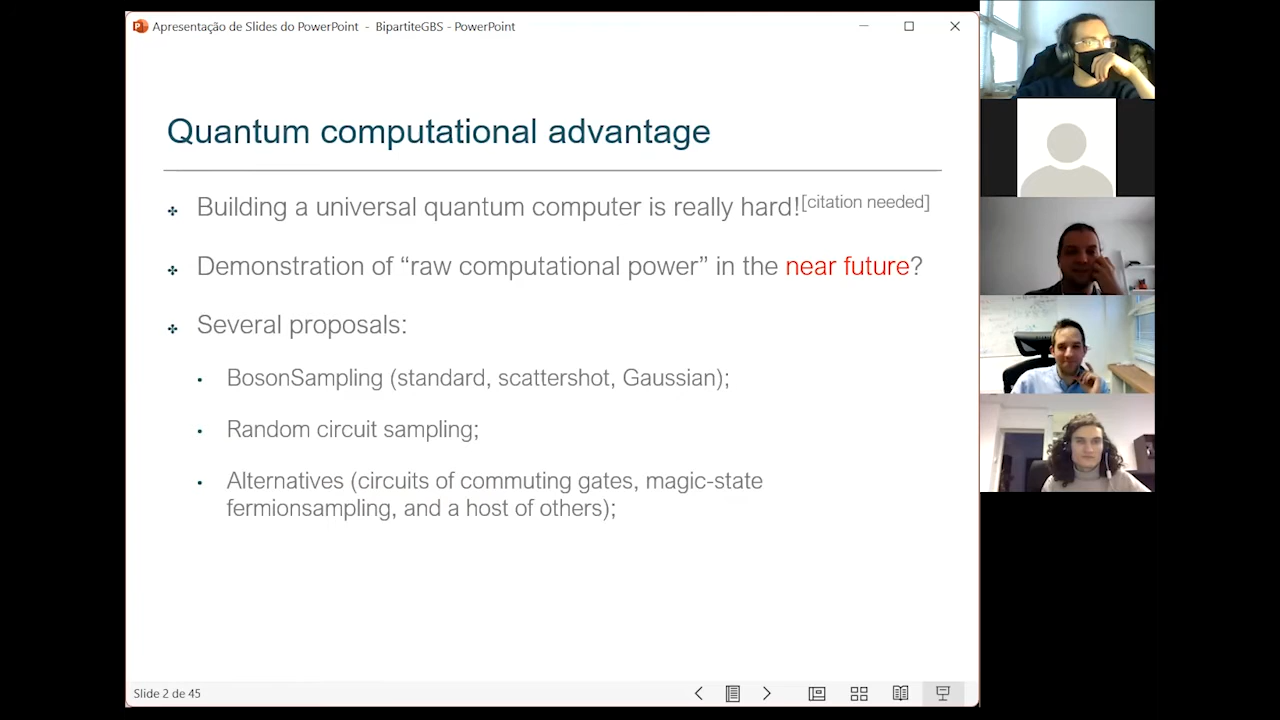 Apresentação de Slides do PowerPoint - BipartiteGBS - PowerPoint
Quantum computational advantage
Building a universal quantum computer is really hard![citation needed]
Demonstration of “raw computational power” in the near future?
Several proposals:
BosonSampling (standard, scattershot, Gaussian);
Random circuit sampling;
Alternatives (circuits of commuting gates, magic-state
fermionsampling, and a host of others);
Slide 2 de 45